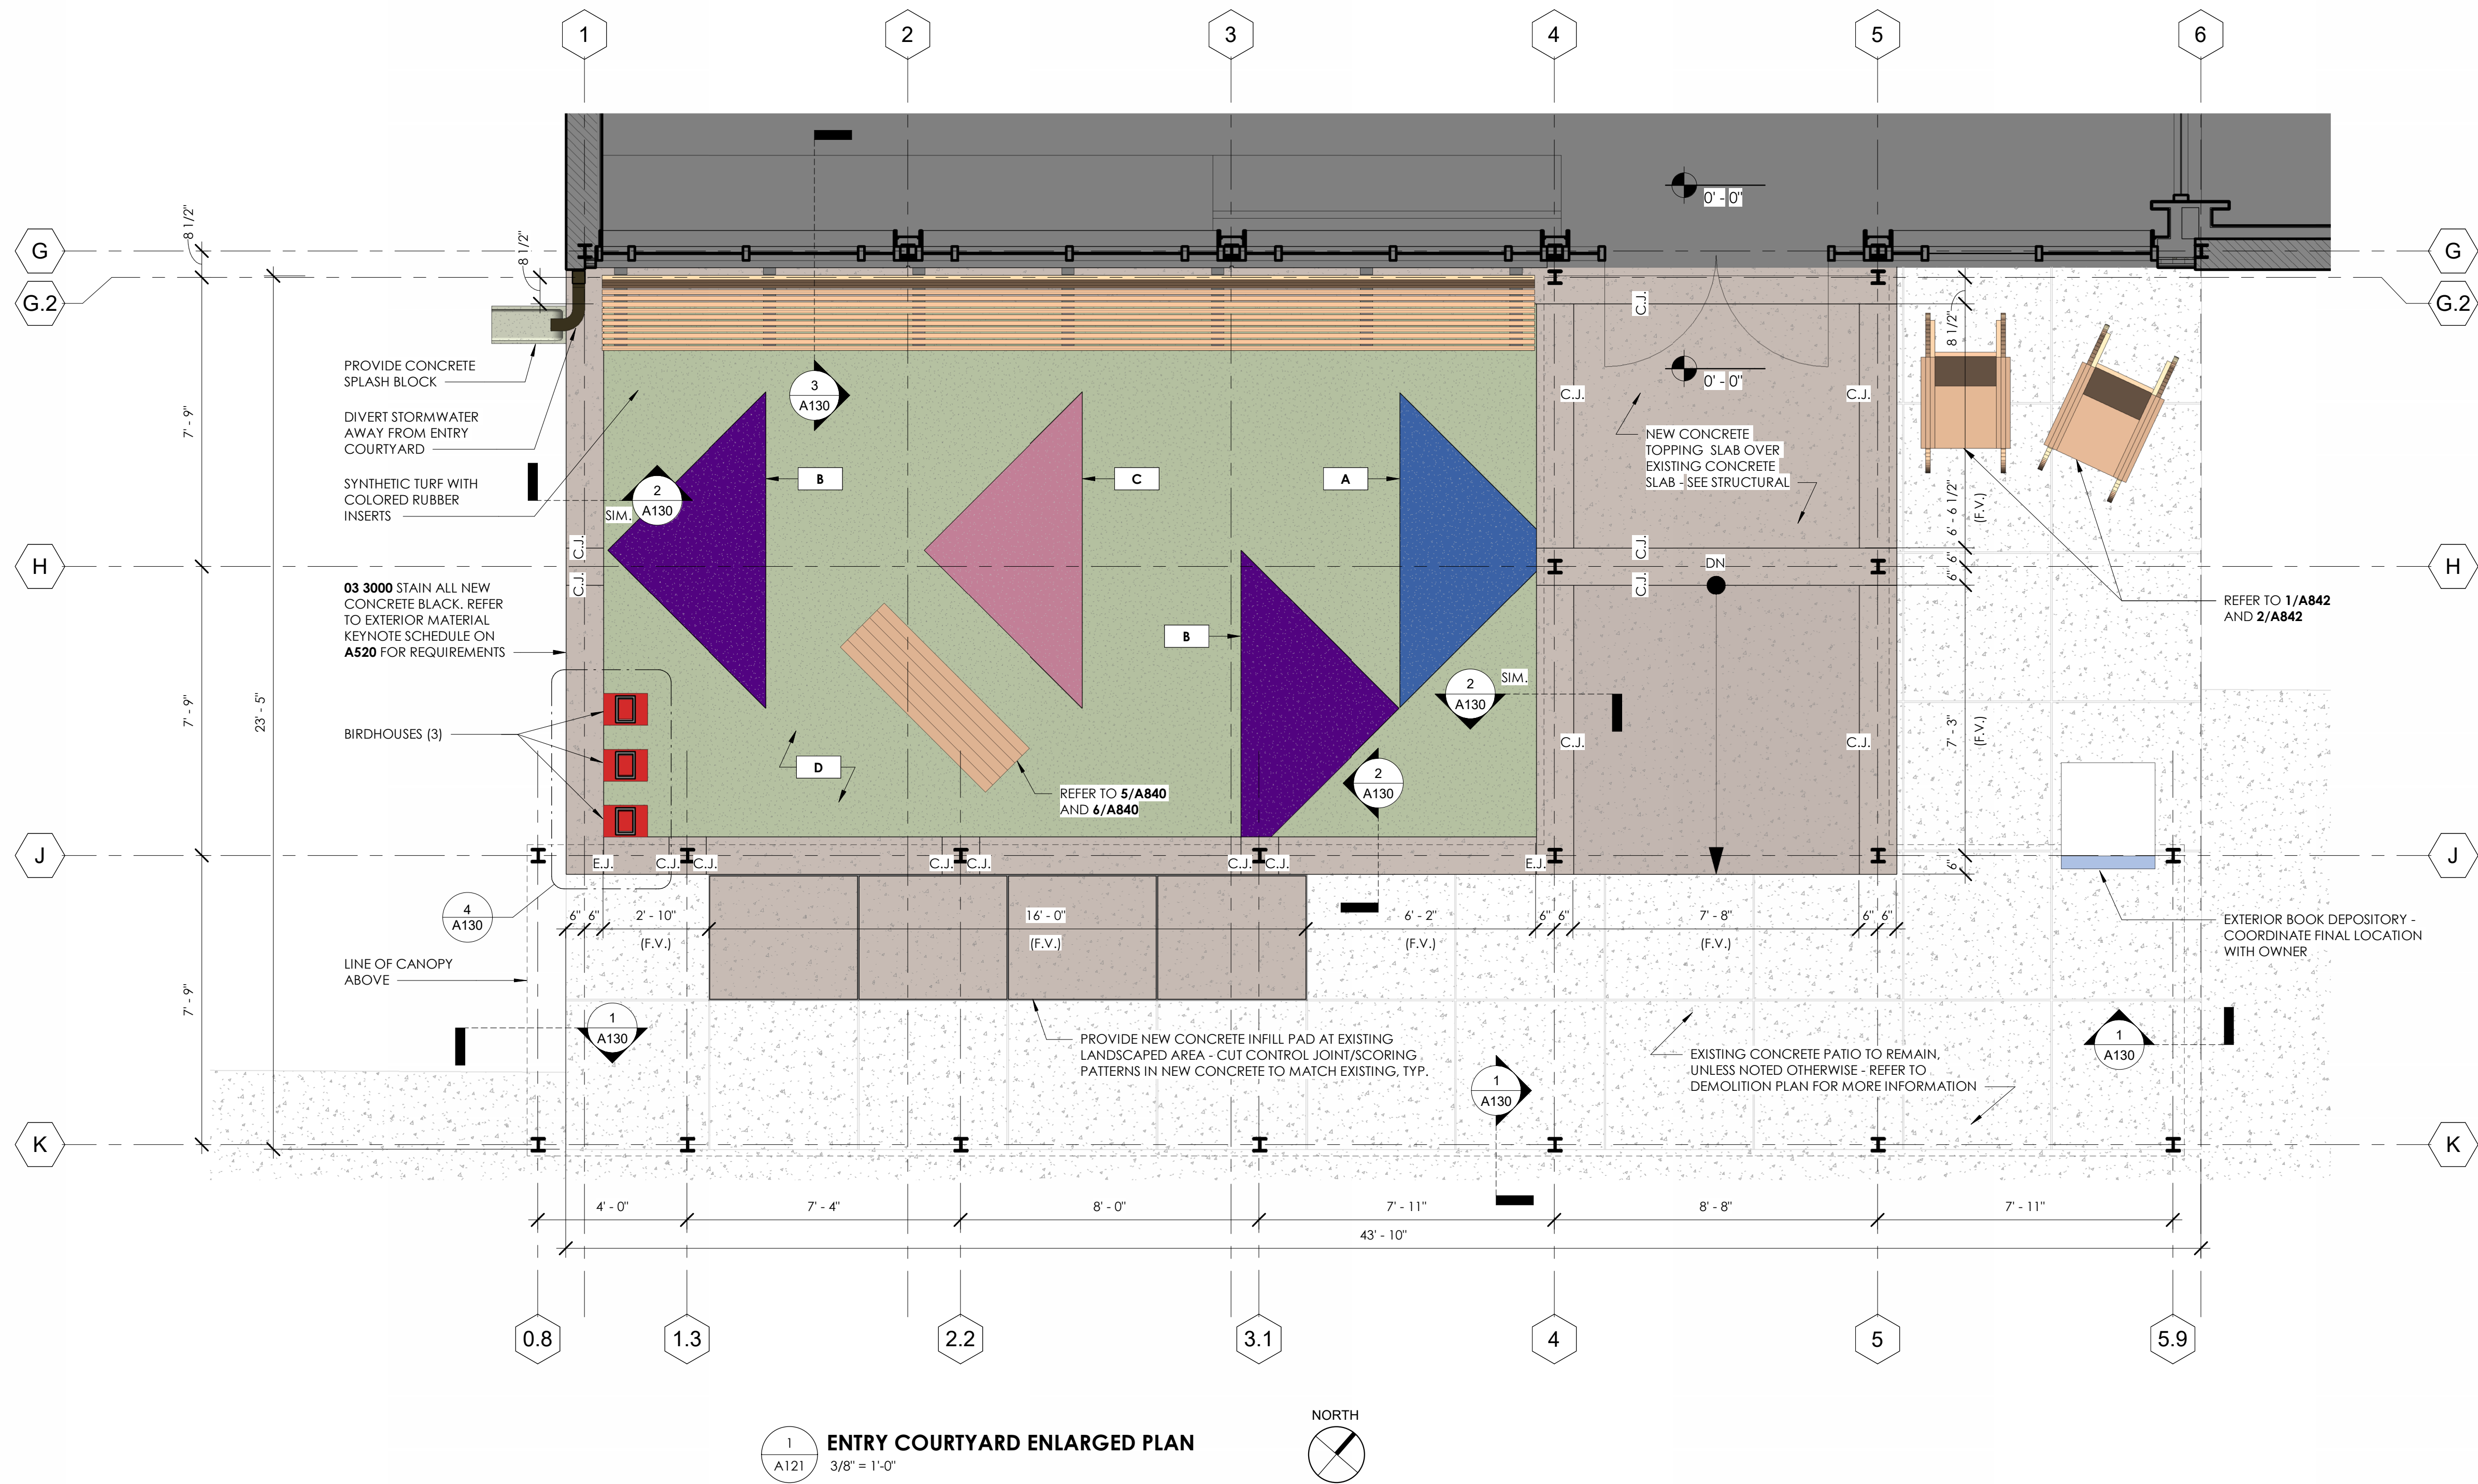 1
2
3
4
5
6
0' - 0"
8 1/2"
8 1/2"
G
G
G.2
G.2
PROVIDE CONCRETE
SPLASH BLOCK
DIVERT STORMWATER
AWAY FROM ENTRY
COURTYARD
SYNTHETIC TURF WITH
COLORED RUBBER
INSERTS
3
A130
C.J.
0' - 0"
C.J.
C.J.
8 1/2"
7' - 9"
NEW CONCRETE
TOPPING SLAB OVER
EXISTING CONCRETE
SLAB - SEE STRUCTURAL
B
C
A
2
A130
SIM.
6' - 6 1/2"
(F.V.)
H
C.J.
C.J.
C.J.
C.J.
DN
6"
6"
H
03 3000 STAIN ALL NEW
CONCRETE BLACK. REFER
TO EXTERIOR MATERIAL
KEYNOTE SCHEDULE ON
A520 FOR REQUIREMENTS
REFER TO 1/A842
AND 2/A842
B
2
A130
SIM.
7' - 9"
23' - 5"
BIRDHOUSES (3)
D
2
A130
REFER TO 5/A840
AND 6/A840
C.J.
C.J.
7' - 3"
(F.V.)
J
E.J.
C.J.
C.J.
C.J.
C.J.
C.J.
C.J.
E.J.
6"
J
4
A130
6"
6"
2' - 10"
(F.V.)
16' - 0"
(F.V.)
6' - 2"
(F.V.)
6"
6"
7' - 8"
(F.V.)
6"
6"
EXTERIOR BOOK DEPOSITORY -
COORDINATE FINAL LOCATION
WITH OWNER
LINE OF CANOPY
ABOVE
7' - 9"
1
A130
PROVIDE NEW CONCRETE INFILL PAD AT EXISTING
LANDSCAPED AREA - CUT CONTROL JOINT/SCORING
PATTERNS IN NEW CONCRETE TO MATCH EXISTING, TYP.
1
A130
EXISTING CONCRETE PATIO TO REMAIN,
UNLESS NOTED OTHERWISE - REFER TO
DEMOLITION PLAN FOR MORE INFORMATION
1
A130
K
K
4' - 0"
7' - 4"
8' - 0"
7' - 11"
8' - 8"
7' - 11"
43' - 10"
0.8
1.3
2.2
3.1
4
5
5.9
1
A121
ENTRY COURTYARD ENLARGED PLAN
3/8" = 1'-0"
NORTH